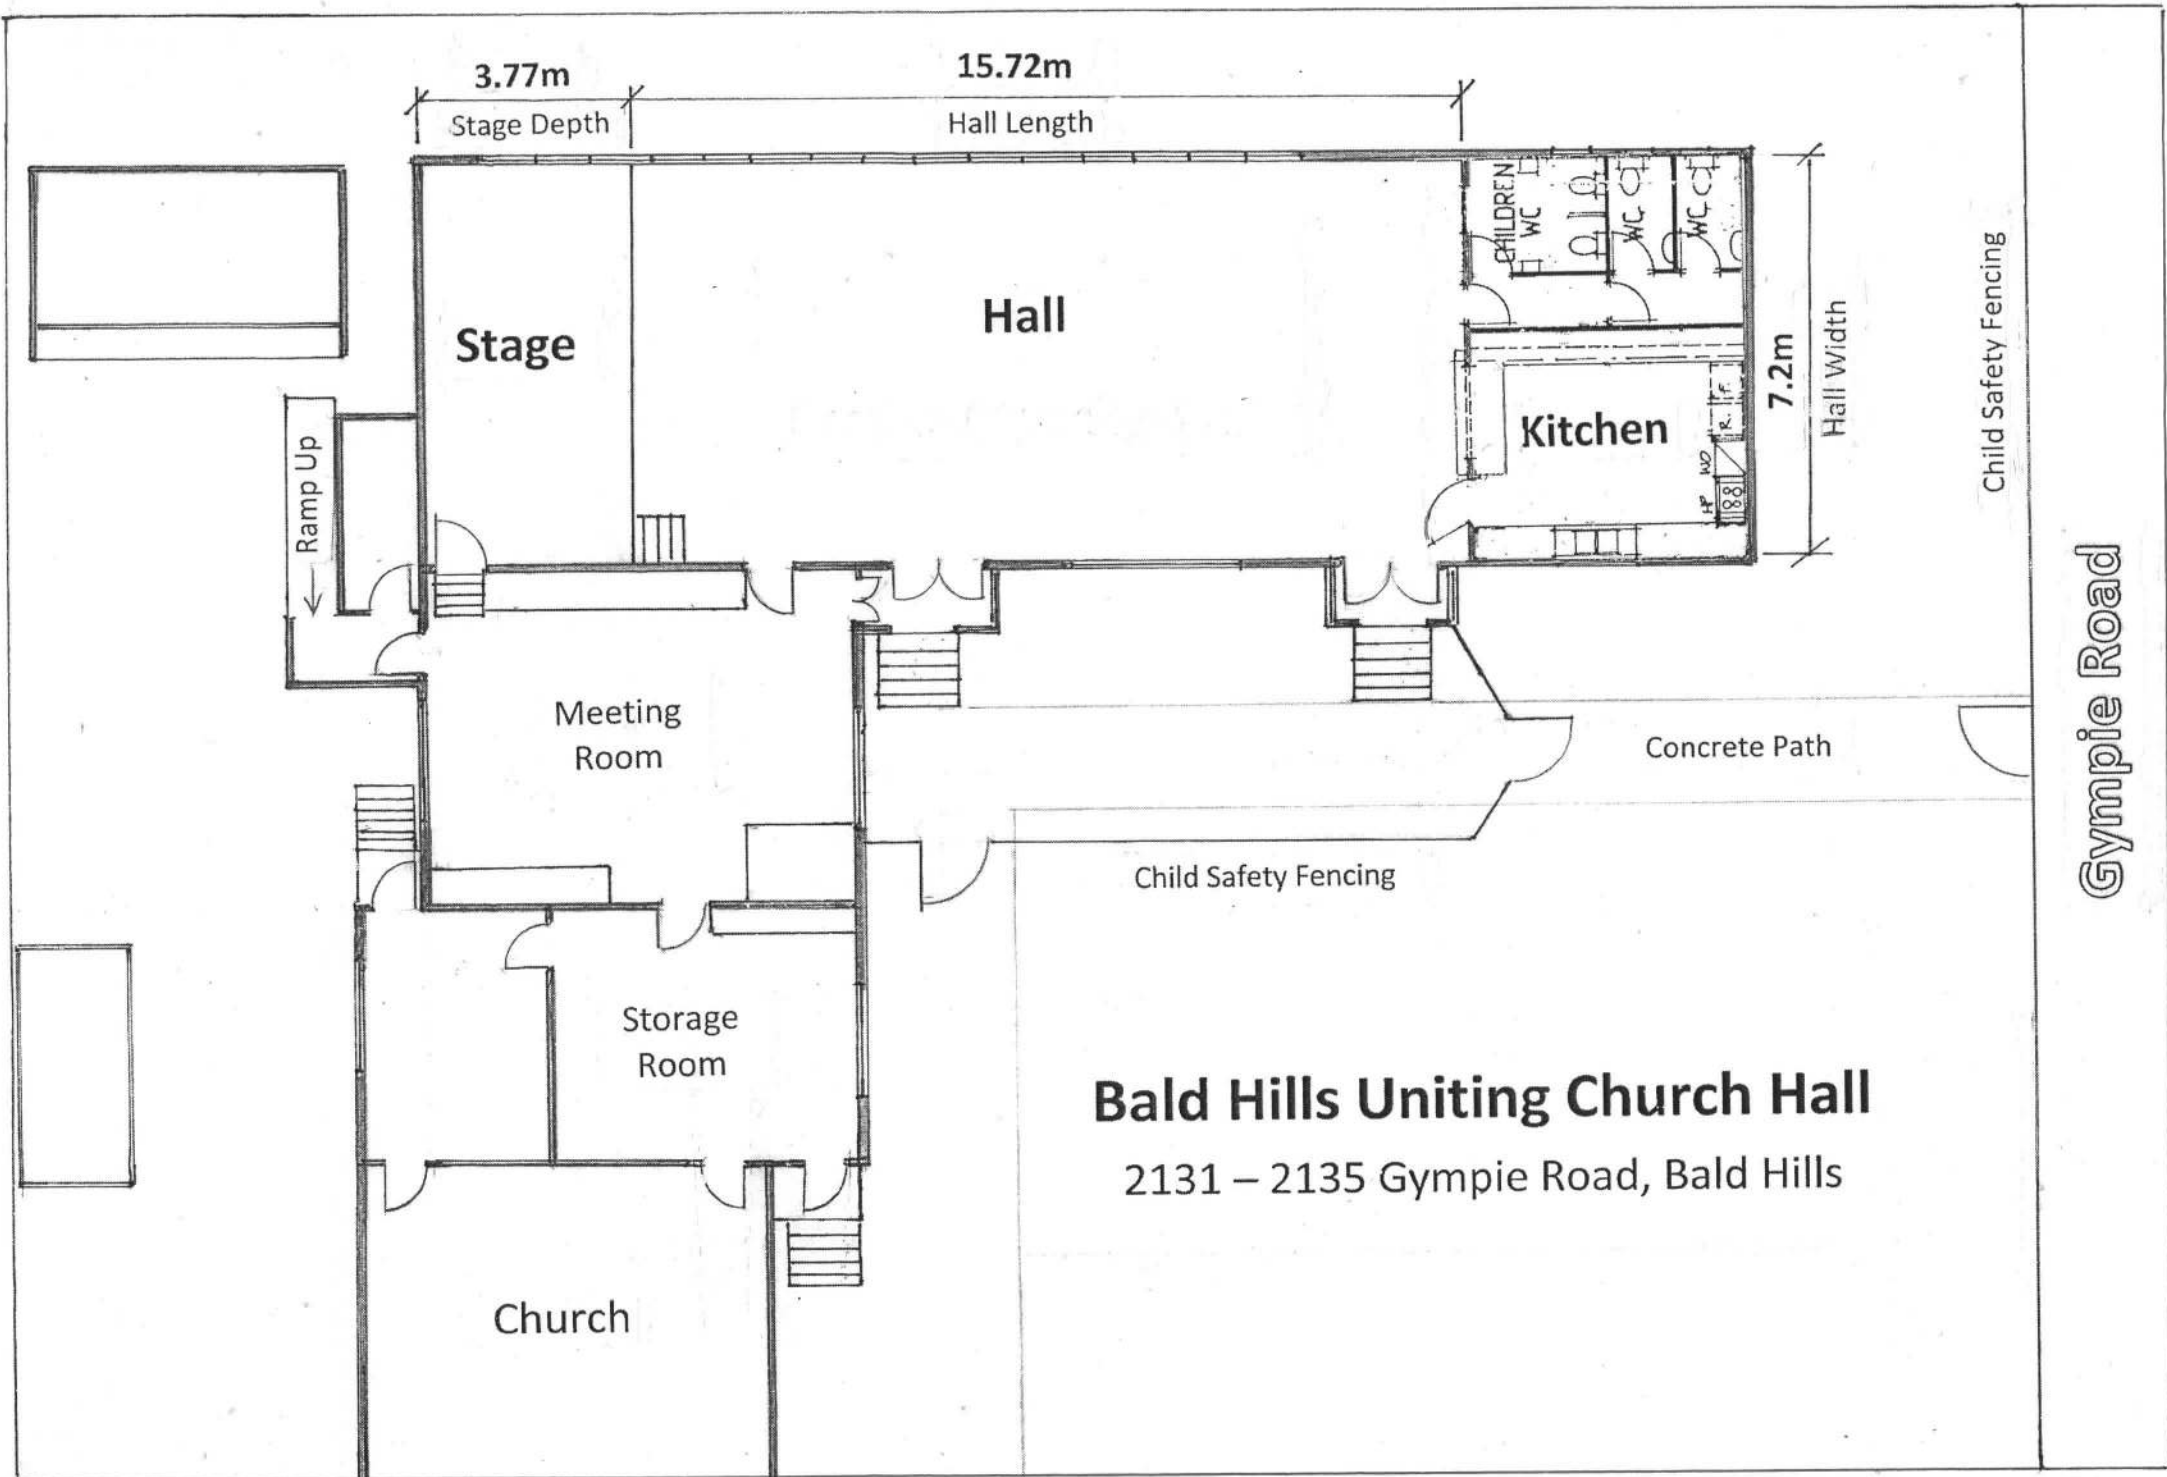 3.77m
Stage Depth
15.72m
Hall Length
CHILDREN
WC
WC
WC
Stage
Hall
Kitchen
R.
F.
WO
HP
7.2m
Hall Width
Child Safety Fencing
Gympie Road
Ramp Up
Meeting
Room
Concrete Path
Child Safety Fencing
Storage
Room
Church
Bald Hills Uniting Church Hall
2131 – 2135 Gympie Road, Bald Hills